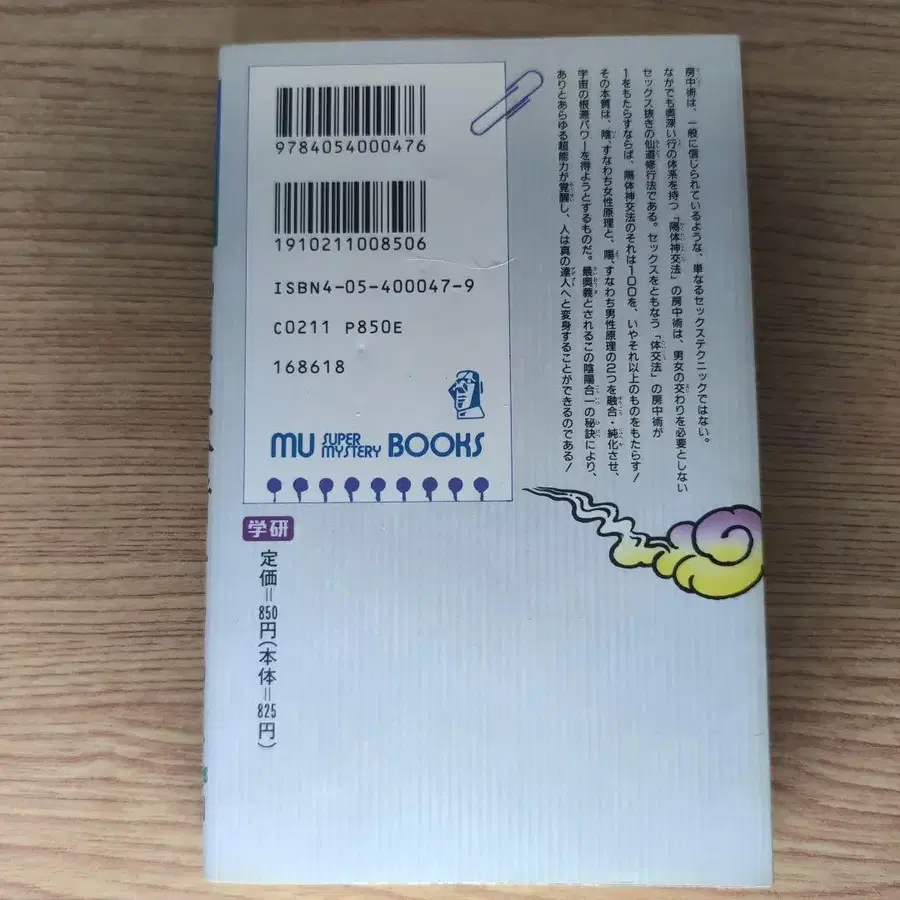 房中術は、一般に信じられているような、単なるセックステクニックではない。
なかでも奥深い行の体系を持つ「陽体神交法」の房中術は、男女の交わりを必要としない
セックス抜きの仙道修行法である。セックスをともなう「体交法」の房中術が
1をもたらすならば、陽体神交法のそれは100を、いやそれ以上のものをもたらす！
その本質は、陰、すなわち女性原理と、陽、すなわち男性原理の2つを融合・純化させ、
宇宙の根源パワーを得ようとするものだ。最奥義とされるこの陰陽合一の秘訣により、
ありとあらゆる超能力が覚醒し、人は真の達人へと変身することができるのである！
9784054000476
1910211008506
ISBN4-05-400047-9
C0211 P850E
168618
MU SUPER MYSTERY BOOKS
学研
定価＝850円（本体＝825円）